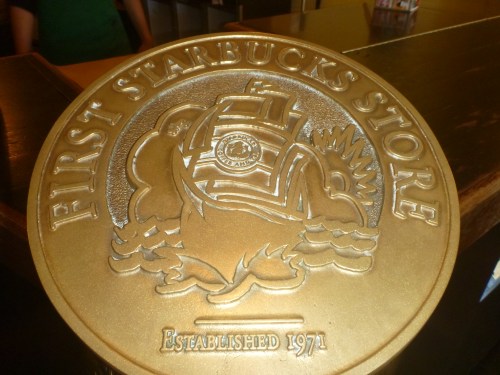 FIRST STARBUCKS STORE
ESTABLISHED 1971